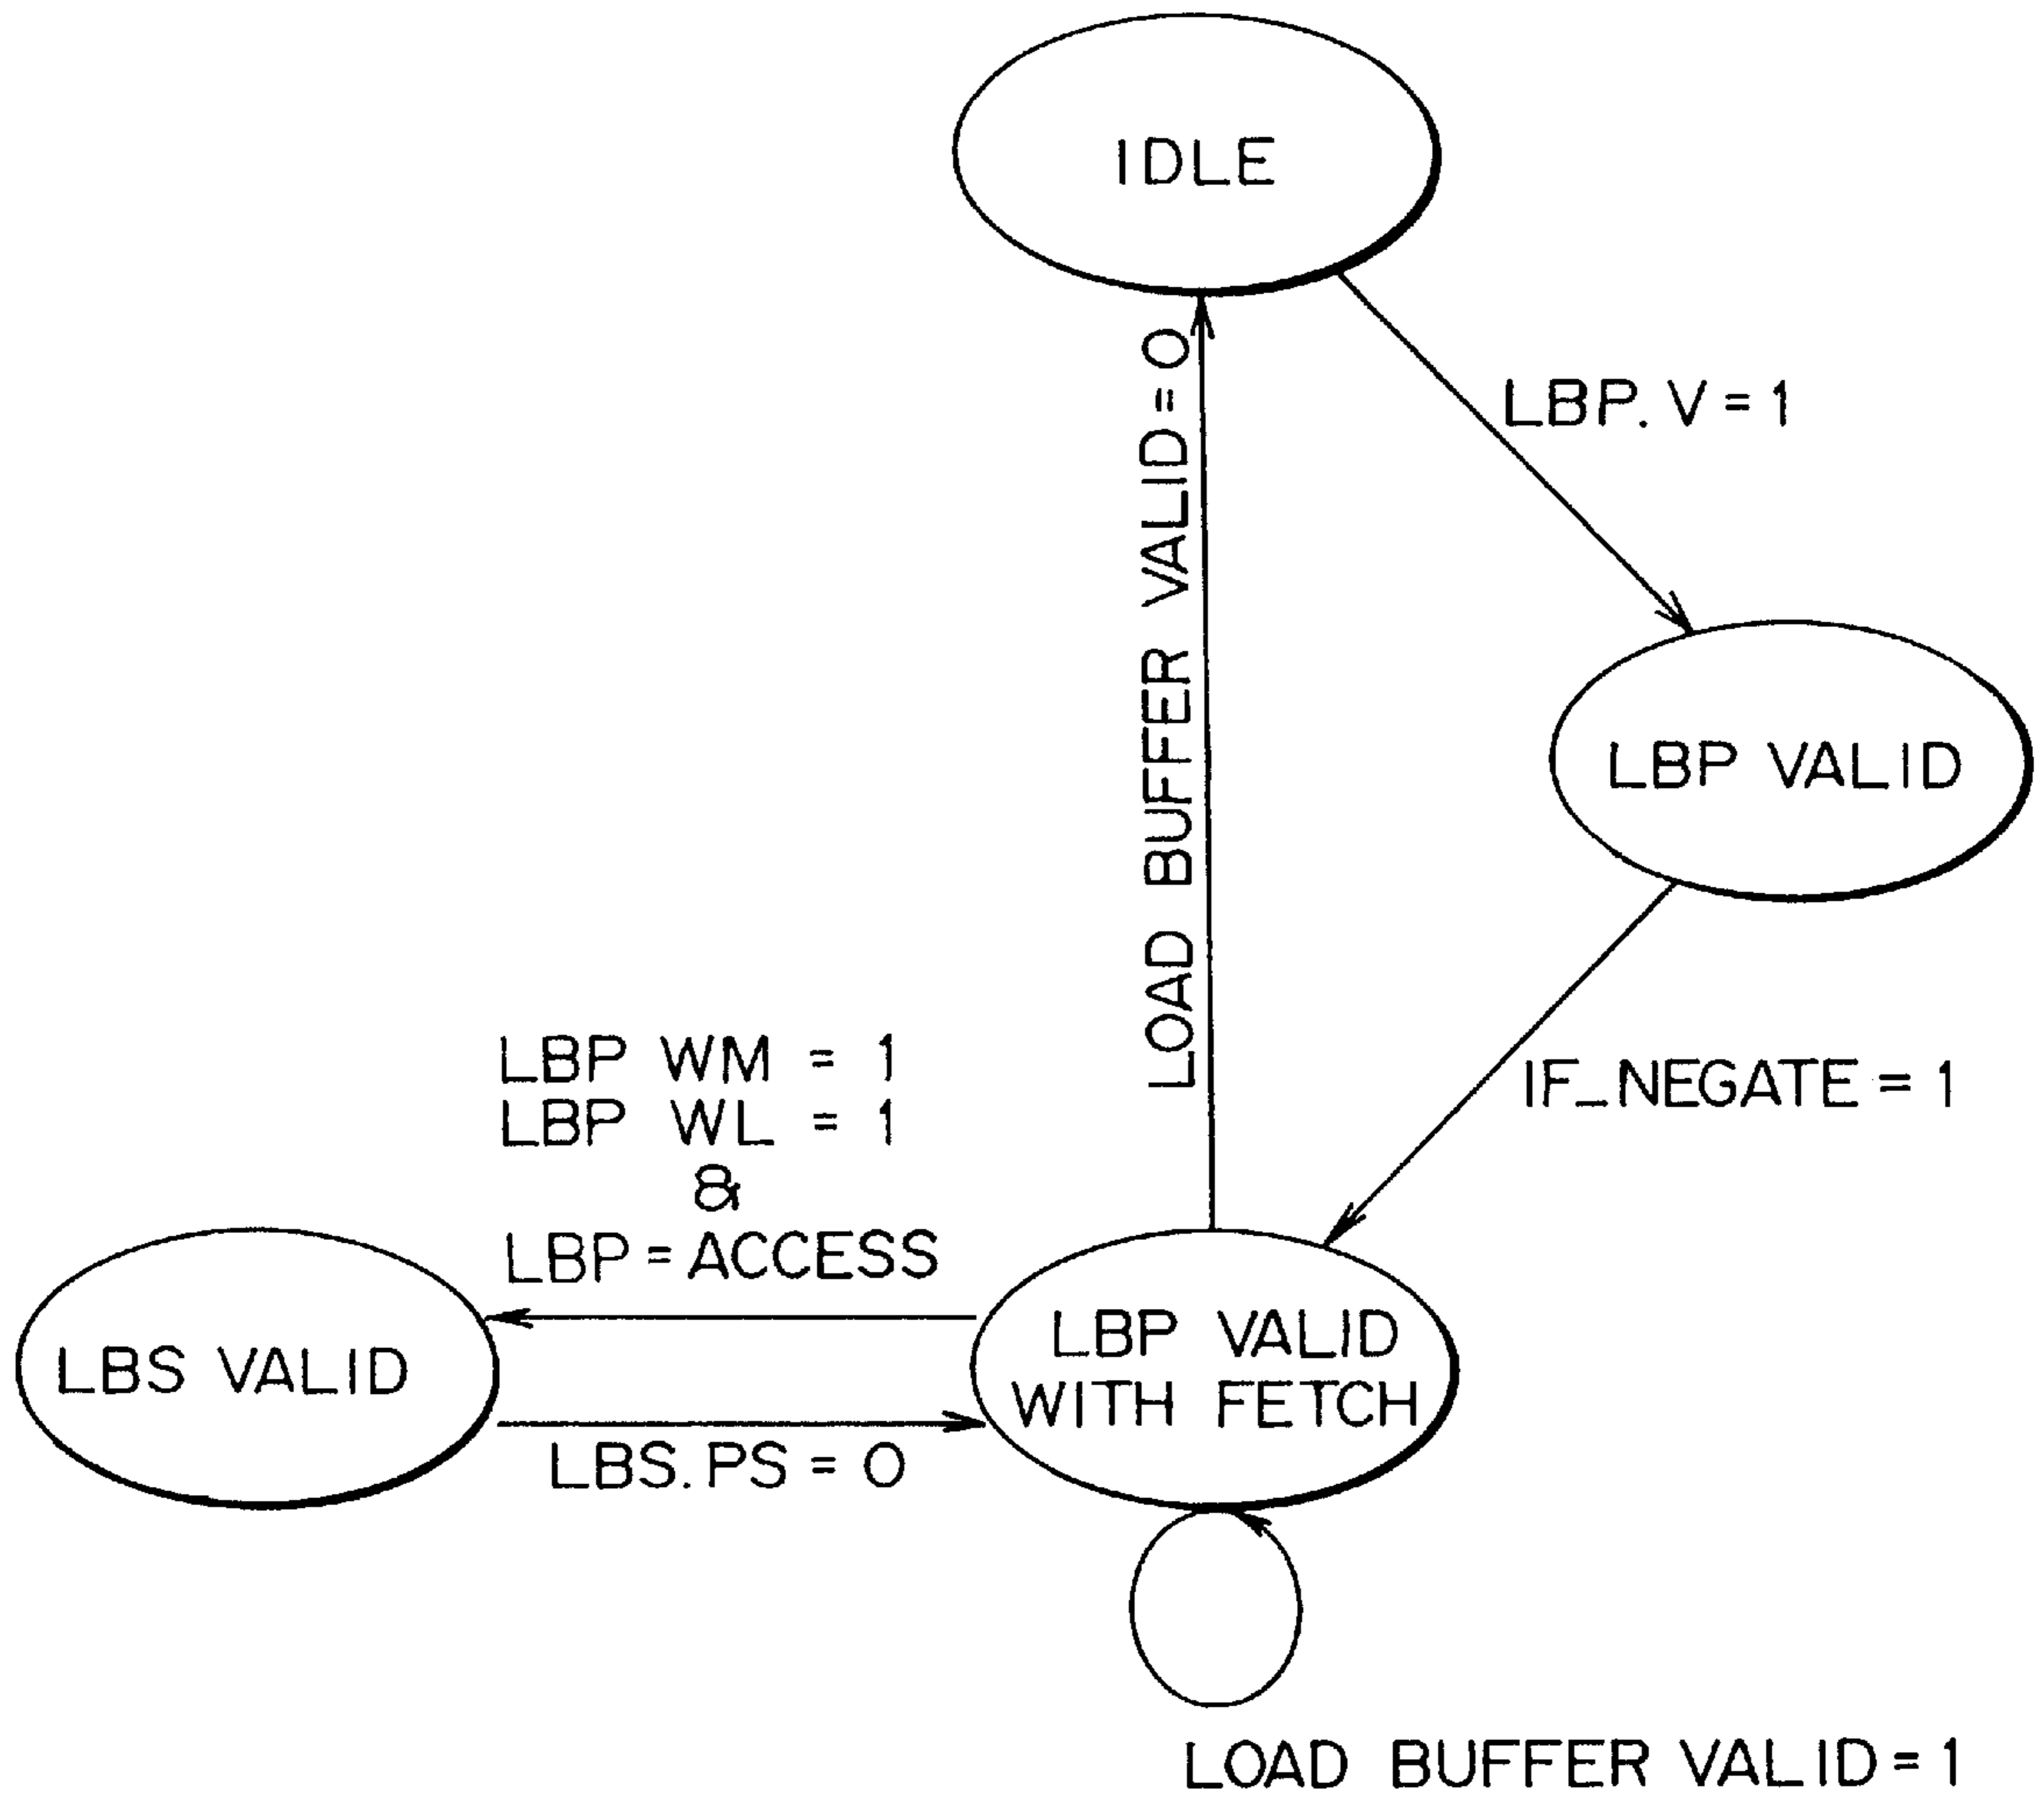 IDLE
LBP.V=1
LOAD BUFFER VALID=0
LBP VALID
IF_NEGATE=1
LBP WM = 1
LBP WL = 1
&
LBP=ACCESS
LBS VALID
LBP VALID
WITH FETCH
LBS.PS=0
LOAD BUFFER VALID=1